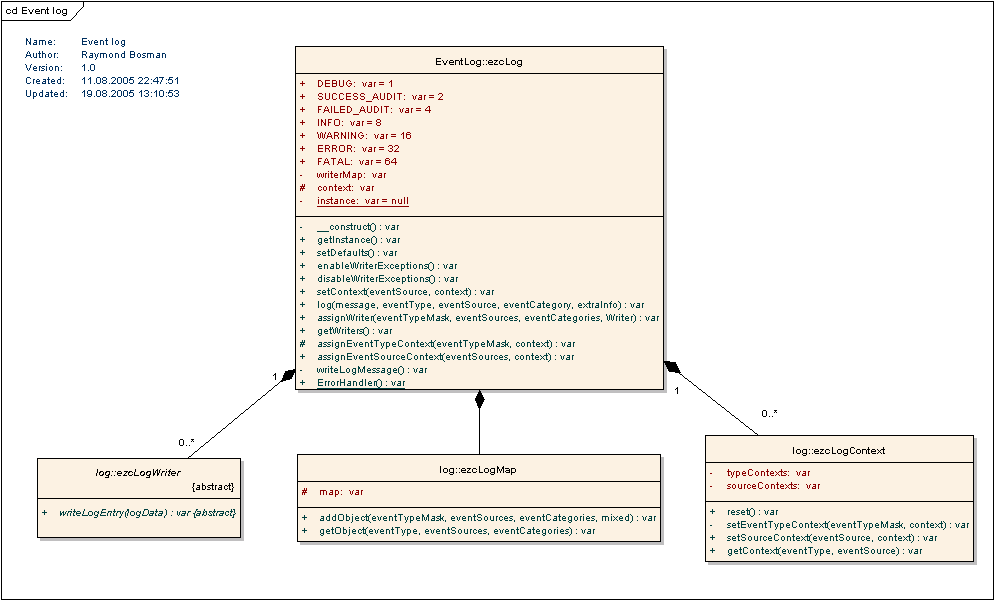 cd Event log
Name: Event log
Author: Raymond Bosman
Version: 1.0
Created: 11.08.2005 22:47:51
Updated: 19.08.2005 13:10:53
EventLog::ezcLog
+ DEBUG: var = 1
+ SUCCESS_AUDIT: var = 2
+ FAILED_AUDIT: var = 4
+ INFO: var = 8
+ WARNING: var = 16
+ ERROR: var = 32
+ FATAL: var = 64
- writerMap: var
# context: var
- instance: var = null
- __construct() : var
+ getInstance() : var
+ setDefaults() : var
+ enableWriterExceptions() : var
+ disableWriterExceptions() : var
+ setContext(eventSource, context) : var
+ log(message, eventType, eventSource, eventCategory, extraInfo) : var
+ assignWriter(eventTypeMask, eventSources, eventCategories, Writer) : var
+ getWriters() : var
# assignEventTypeContext(eventTypeMask, context) : var
+ assignEventSourceContext(eventSources, context) : var
- writeLogMessage() : var
+ ErrorHandler() : var
1
0..*
1
0..*
log::ezcLogWriter
{abstract}
+ writeLogEntry(logData) : var {abstract}
log::ezcLogMap
# map: var
+ addObject(eventTypeMask, eventSources, eventCategories, mixed) : var
+ getObject(eventType, eventSources, eventCategories) : var
log::ezcLogContext
- typeContexts: var
- sourceContexts: var
+ reset() : var
- setEventTypeContext(eventTypeMask, context) : var
+ setSourceContext(eventSource, context) : var
+ getContext(eventType, eventSource) : var